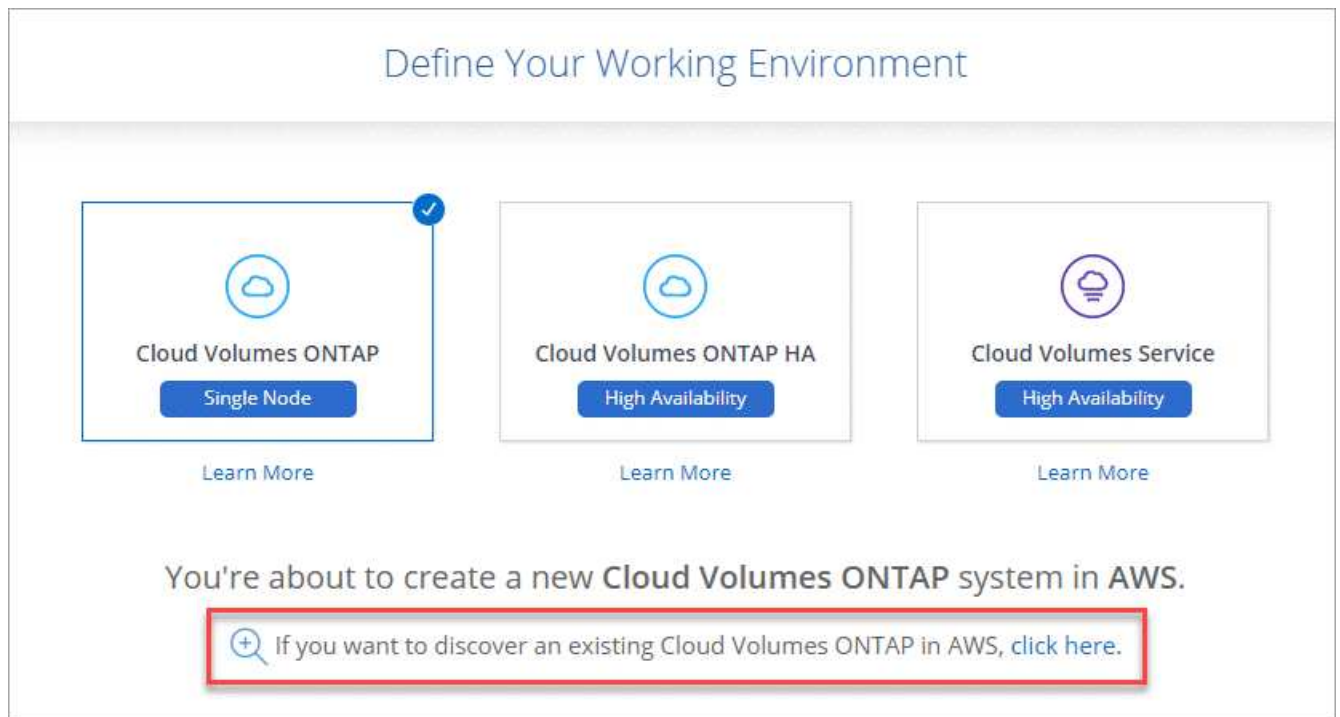 Define Your Working Environment
Cloud Volumes ONTAP
Single Node
Learn More
Cloud Volumes ONTAP HA
High Availability
Learn More
Cloud Volumes Service
High Availability
Learn More
You're about to create a new Cloud Volumes ONTAP system in AWS.
If you want to discover an existing Cloud Volumes ONTAP in AWS, click here.